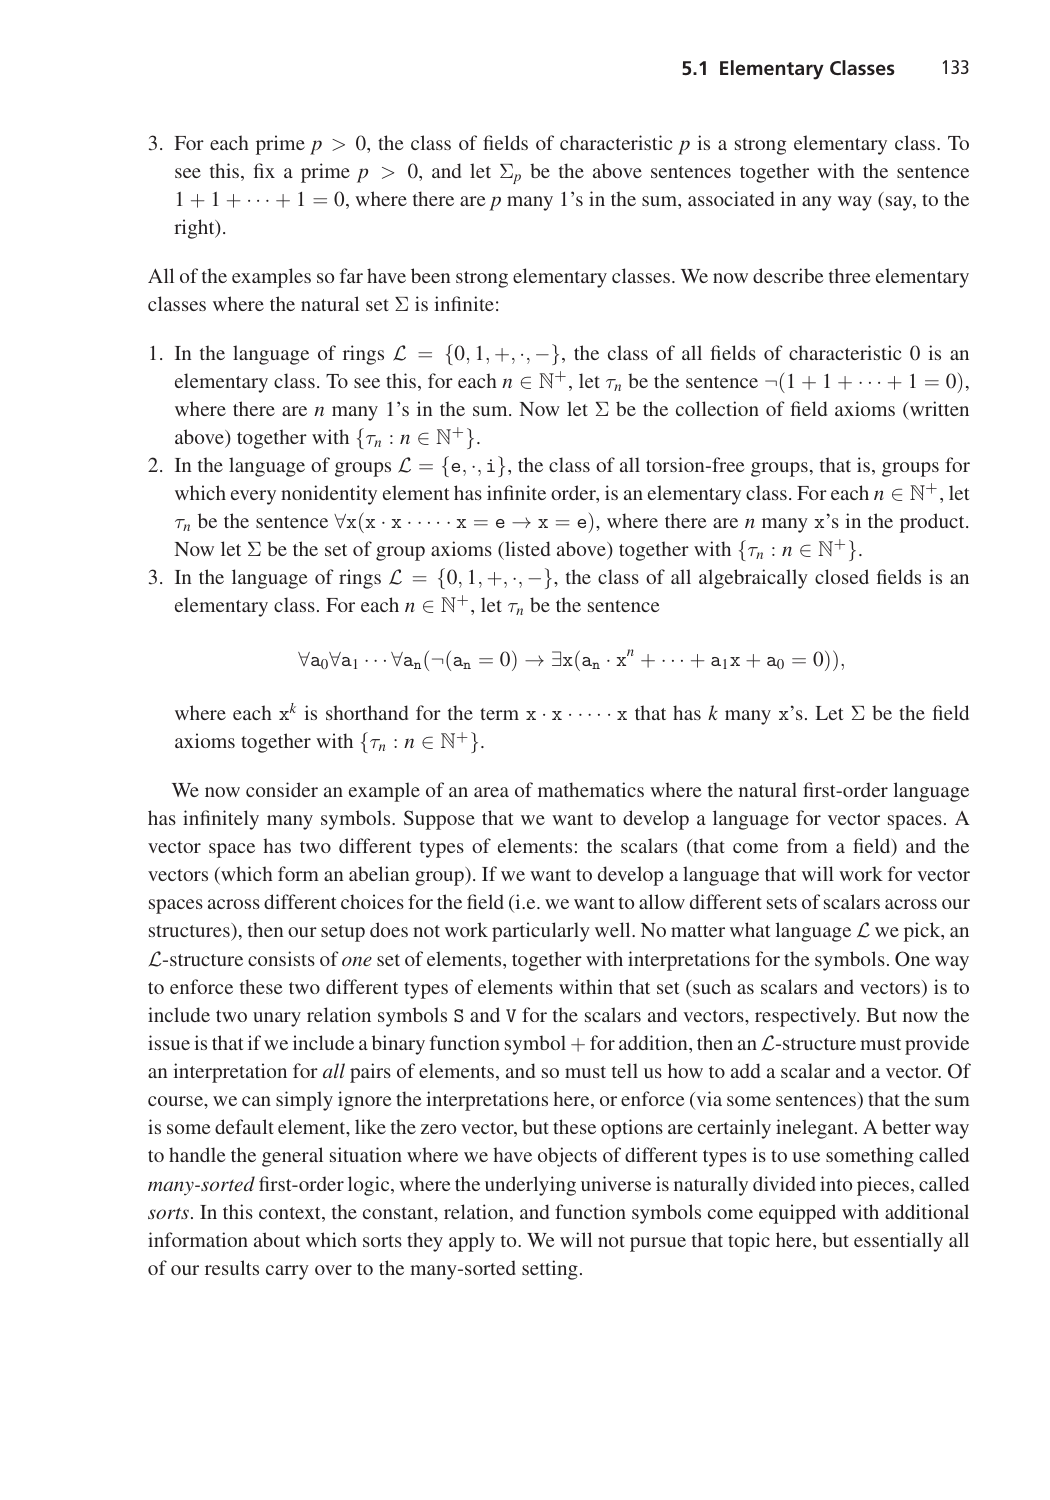 5.1 Elementary Classes 133
3. For each prime p > 0, the class of fields of characteristic p is a strong elementary class. To
see this, fix a prime p > 0, and let Σₚ be the above sentences together with the sentence
1 + 1 + · · · + 1 = 0, where there are p many 1’s in the sum, associated in any way (say, to the
right).
All of the examples so far have been strong elementary classes. We now describe three elementary
classes where the natural set Σ is infinite:
1. In the language of rings ℒ = {0, 1, +, ·, −}, the class of all fields of characteristic 0 is an
elementary class. To see this, for each n ∈ ℕ⁺, let τₙ be the sentence ¬(1 + 1 + · · · + 1 = 0),
where there are n many 1’s in the sum. Now let Σ be the collection of field axioms (written
above) together with {τₙ : n ∈ ℕ⁺}.
2. In the language of groups ℒ = {e, ·, i}, the class of all torsion-free groups, that is, groups for
which every nonidentity element has infinite order, is an elementary class. For each n ∈ ℕ⁺, let
τₙ be the sentence ∀x(x · x · · · · · x = e → x = e), where there are n many x’s in the product.
Now let Σ be the set of group axioms (listed above) together with {τₙ : n ∈ ℕ⁺}.
3. In the language of rings ℒ = {0, 1, +, ·, −}, the class of all algebraically closed fields is an
elementary class. For each n ∈ ℕ⁺, let τₙ be the sentence
∀a₀∀a₁ · · · ∀aₙ(¬(aₙ = 0) → ∃x(aₙ · xⁿ + · · · + a₁x + a₀ = 0)),
where each xᵏ is shorthand for the term x · x · · · · · x that has k many x’s. Let Σ be the field
axioms together with {τₙ : n ∈ ℕ⁺}.
We now consider an example of an area of mathematics where the natural first-order language
has infinitely many symbols. Suppose that we want to develop a language for vector spaces. A
vector space has two different types of elements: the scalars (that come from a field) and the
vectors (which form an abelian group). If we want to develop a language that will work for vector
spaces across different choices for the field (i.e. we want to allow different sets of scalars across our
structures), then our setup does not work particularly well. No matter what language ℒ we pick, an
ℒ-structure consists of one set of elements, together with interpretations for the symbols. One way
to enforce these two different types of elements within that set (such as scalars and vectors) is to
include two unary relation symbols S and V for the scalars and vectors, respectively. But now the
issue is that if we include a binary function symbol + for addition, then an ℒ-structure must provide
an interpretation for all pairs of elements, and so must tell us how to add a scalar and a vector. Of
course, we can simply ignore the interpretations here, or enforce (via some sentences) that the sum
is some default element, like the zero vector, but these options are certainly inelegant. A better way
to handle the general situation where we have objects of different types is to use something called
many-sorted first-order logic, where the underlying universe is naturally divided into pieces, called
sorts. In this context, the constant, relation, and function symbols come equipped with additional
information about which sorts they apply to. We will not pursue that topic here, but essentially all
of our results carry over to the many-sorted setting.